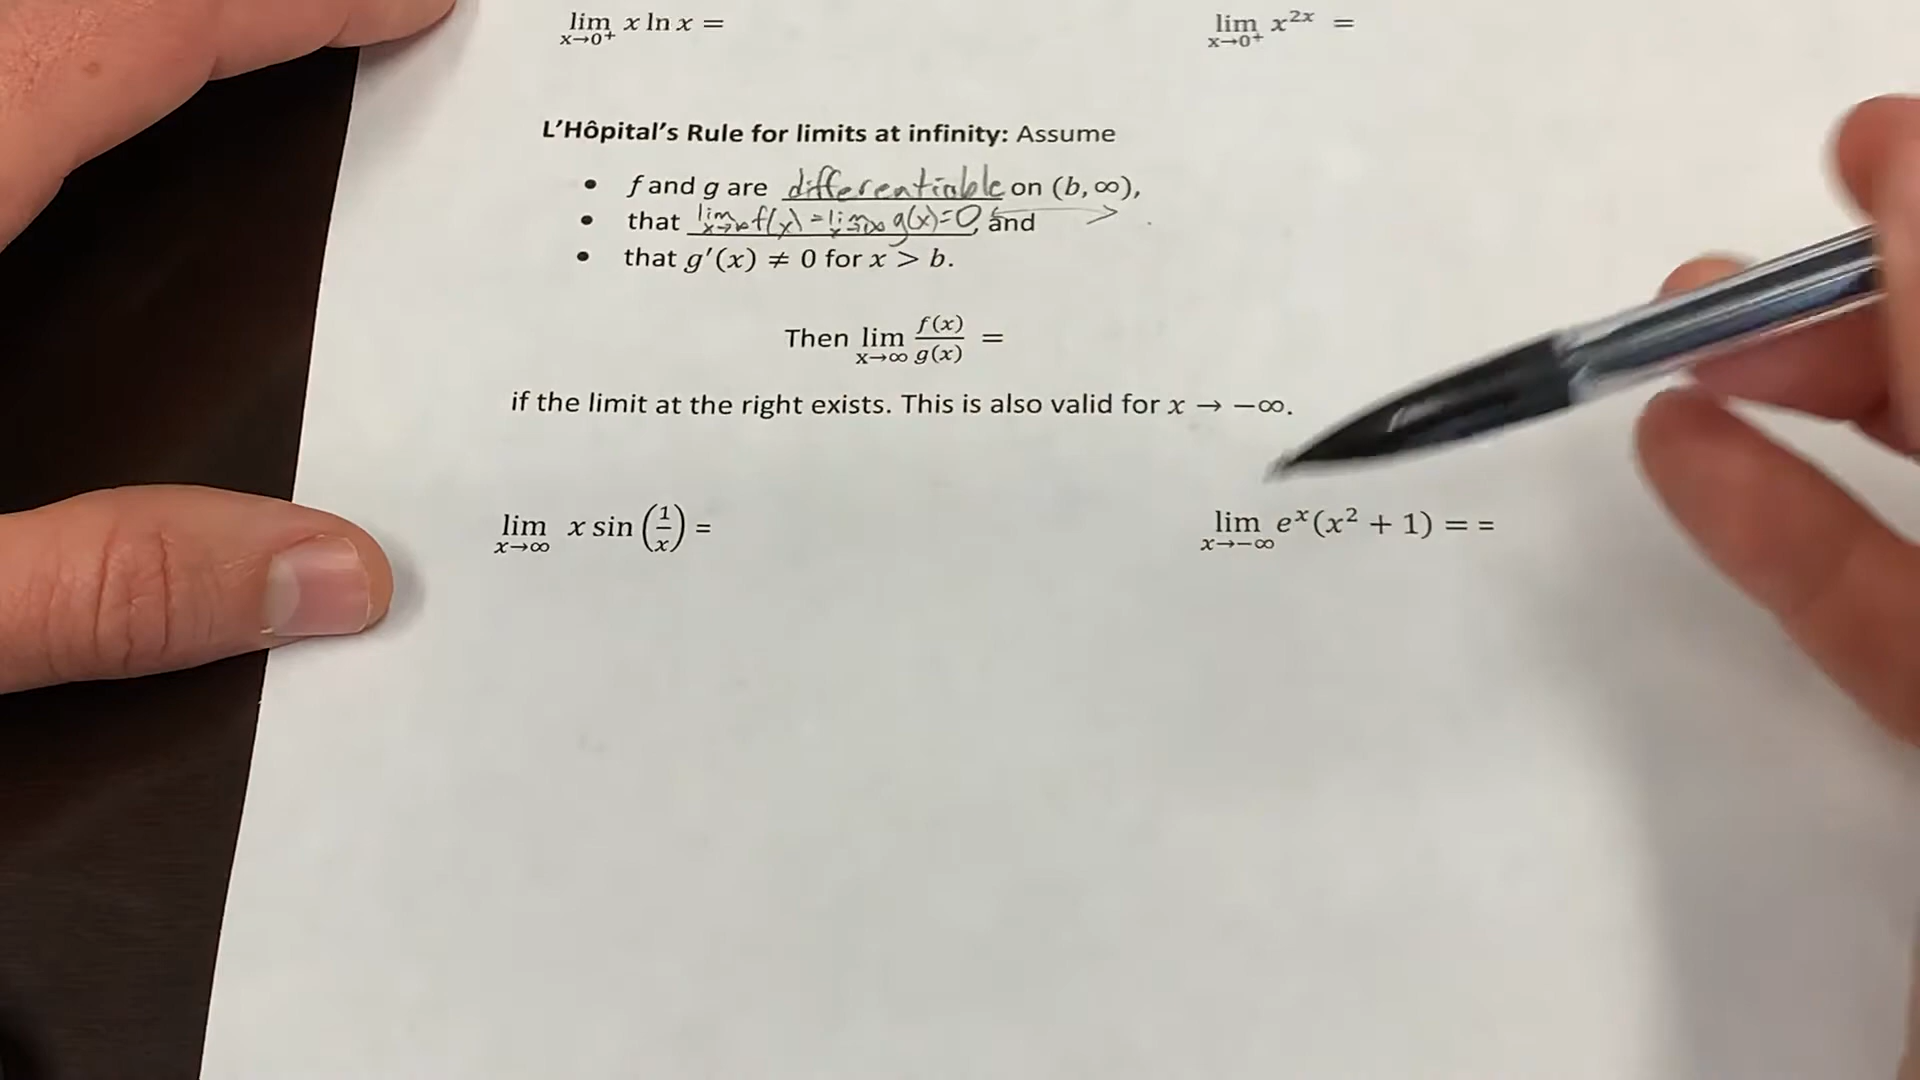 lim x→0⁺ x ln x =
lim x→0⁺ x²ˣ =
L'Hôpital's Rule for limits at infinity: Assume
• f and g are differentiable on (b, ∞),
• that lim x→∞ f(x) = lim x→∞ g(x) = 0, and
• that g′(x) ≠ 0 for x > b.
Then lim x→∞ f(x)/g(x) =
if the limit at the right exists. This is also valid for x → −∞.
lim x→∞ x sin (1/x) =
lim x→−∞ eˣ(x² + 1) = =